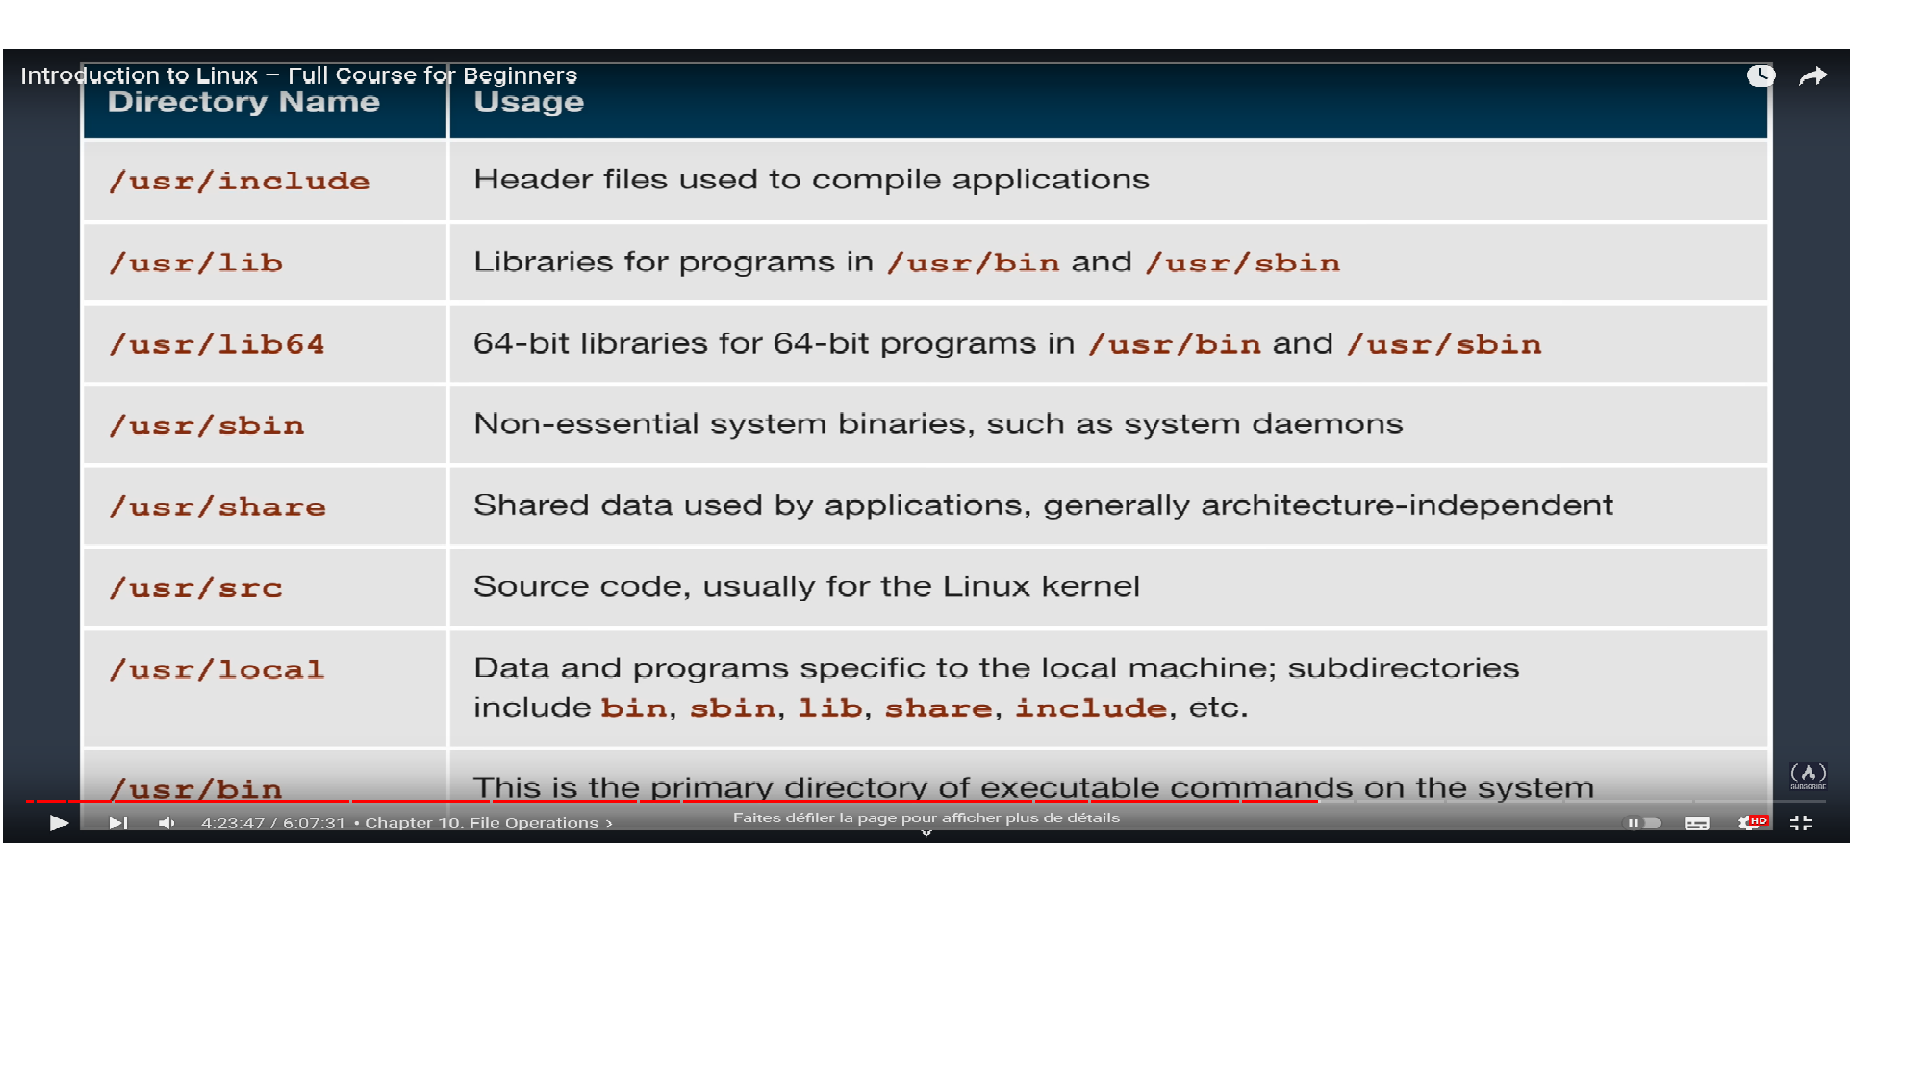 Introduction to Linux – Full Course for Beginners
Directory Name Usage
/usr/include Header files used to compile applications
/usr/lib Libraries for programs in /usr/bin and /usr/sbin
/usr/lib64 64-bit libraries for 64-bit programs in /usr/bin and /usr/sbin
/usr/sbin Non-essential system binaries, such as system daemons
/usr/share Shared data used by applications, generally architecture-independent
/usr/src Source code, usually for the Linux kernel
/usr/local Data and programs specific to the local machine; subdirectories
include bin, sbin, lib, share, include, etc.
/usr/bin This is the primary directory of executable commands on the system
SUBSCRIBE
4:23:47 / 6:07:31 • Chapter 10. File Operations >
Faites défiler la page pour afficher plus de détails
HD